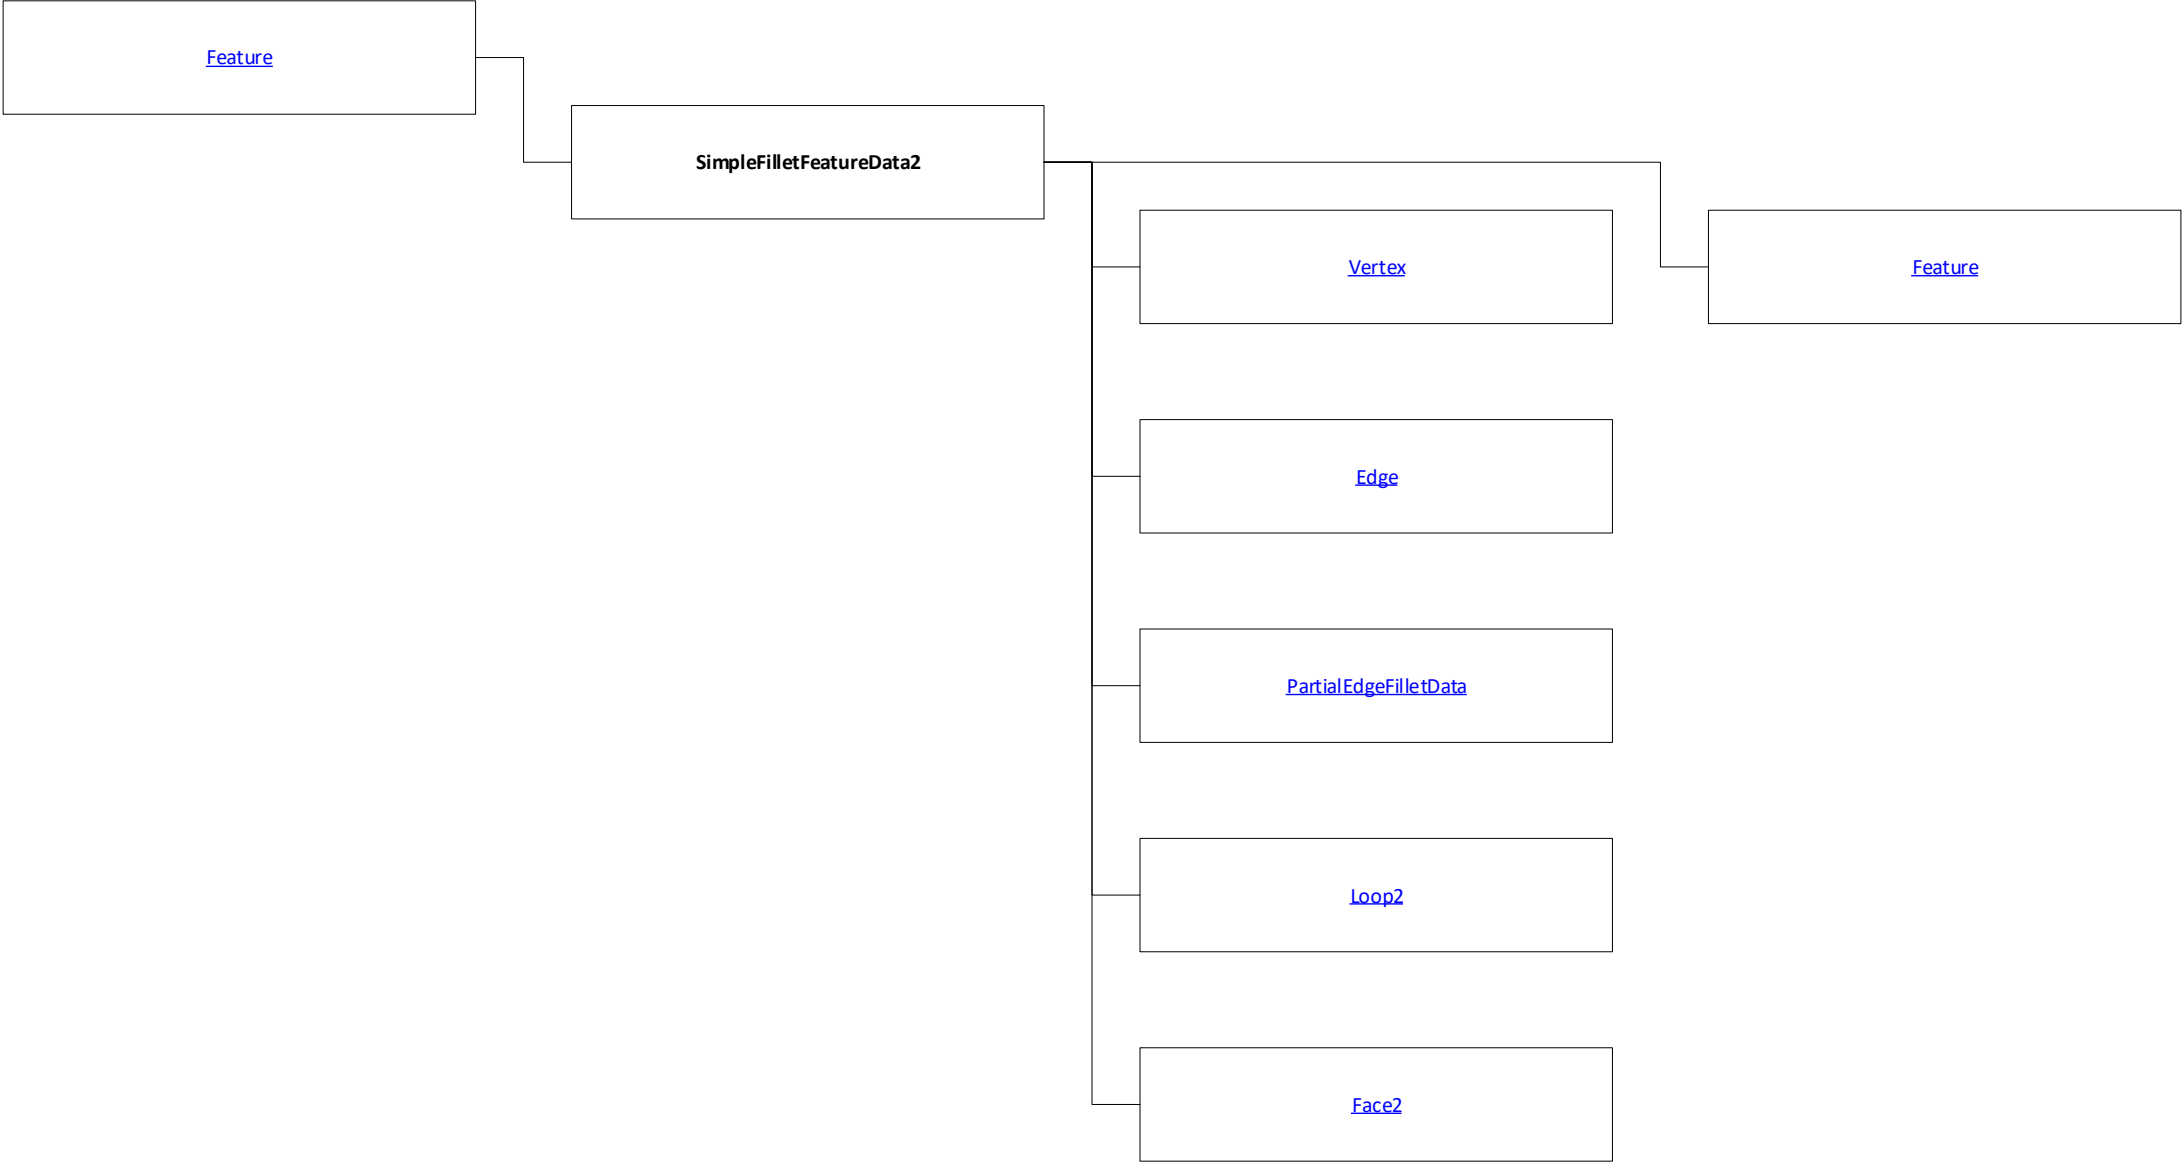 Feature
SimpleFilletFeatureData2
Vertex
Feature
Edge
PartialEdgeFilletData
Loop2
Face2